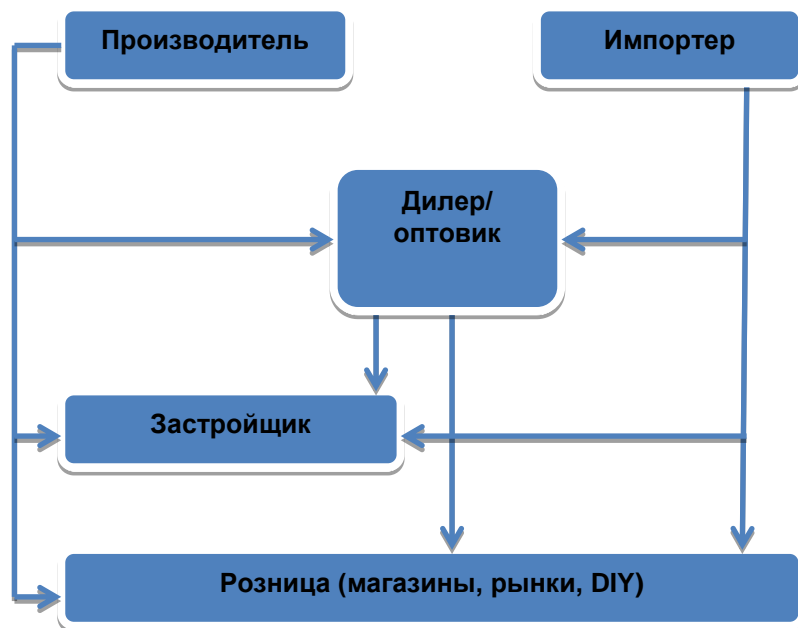 Производитель
Импортер
Дилер/
оптовик
Застройщик
Розница (магазины, рынки, DIY)